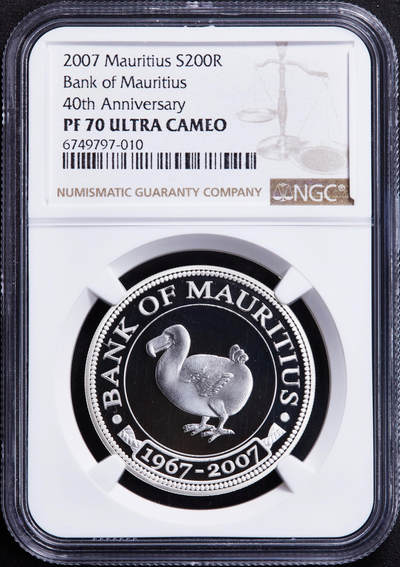 2007 Mauritius S200R
Bank of Mauritius
40th Anniversary
PF 70 ULTRA CAMEO
6749797-010
NUMISMATIC GUARANTY COMPANY
NGC®
BANK OF MAURITIUS
1967-2007